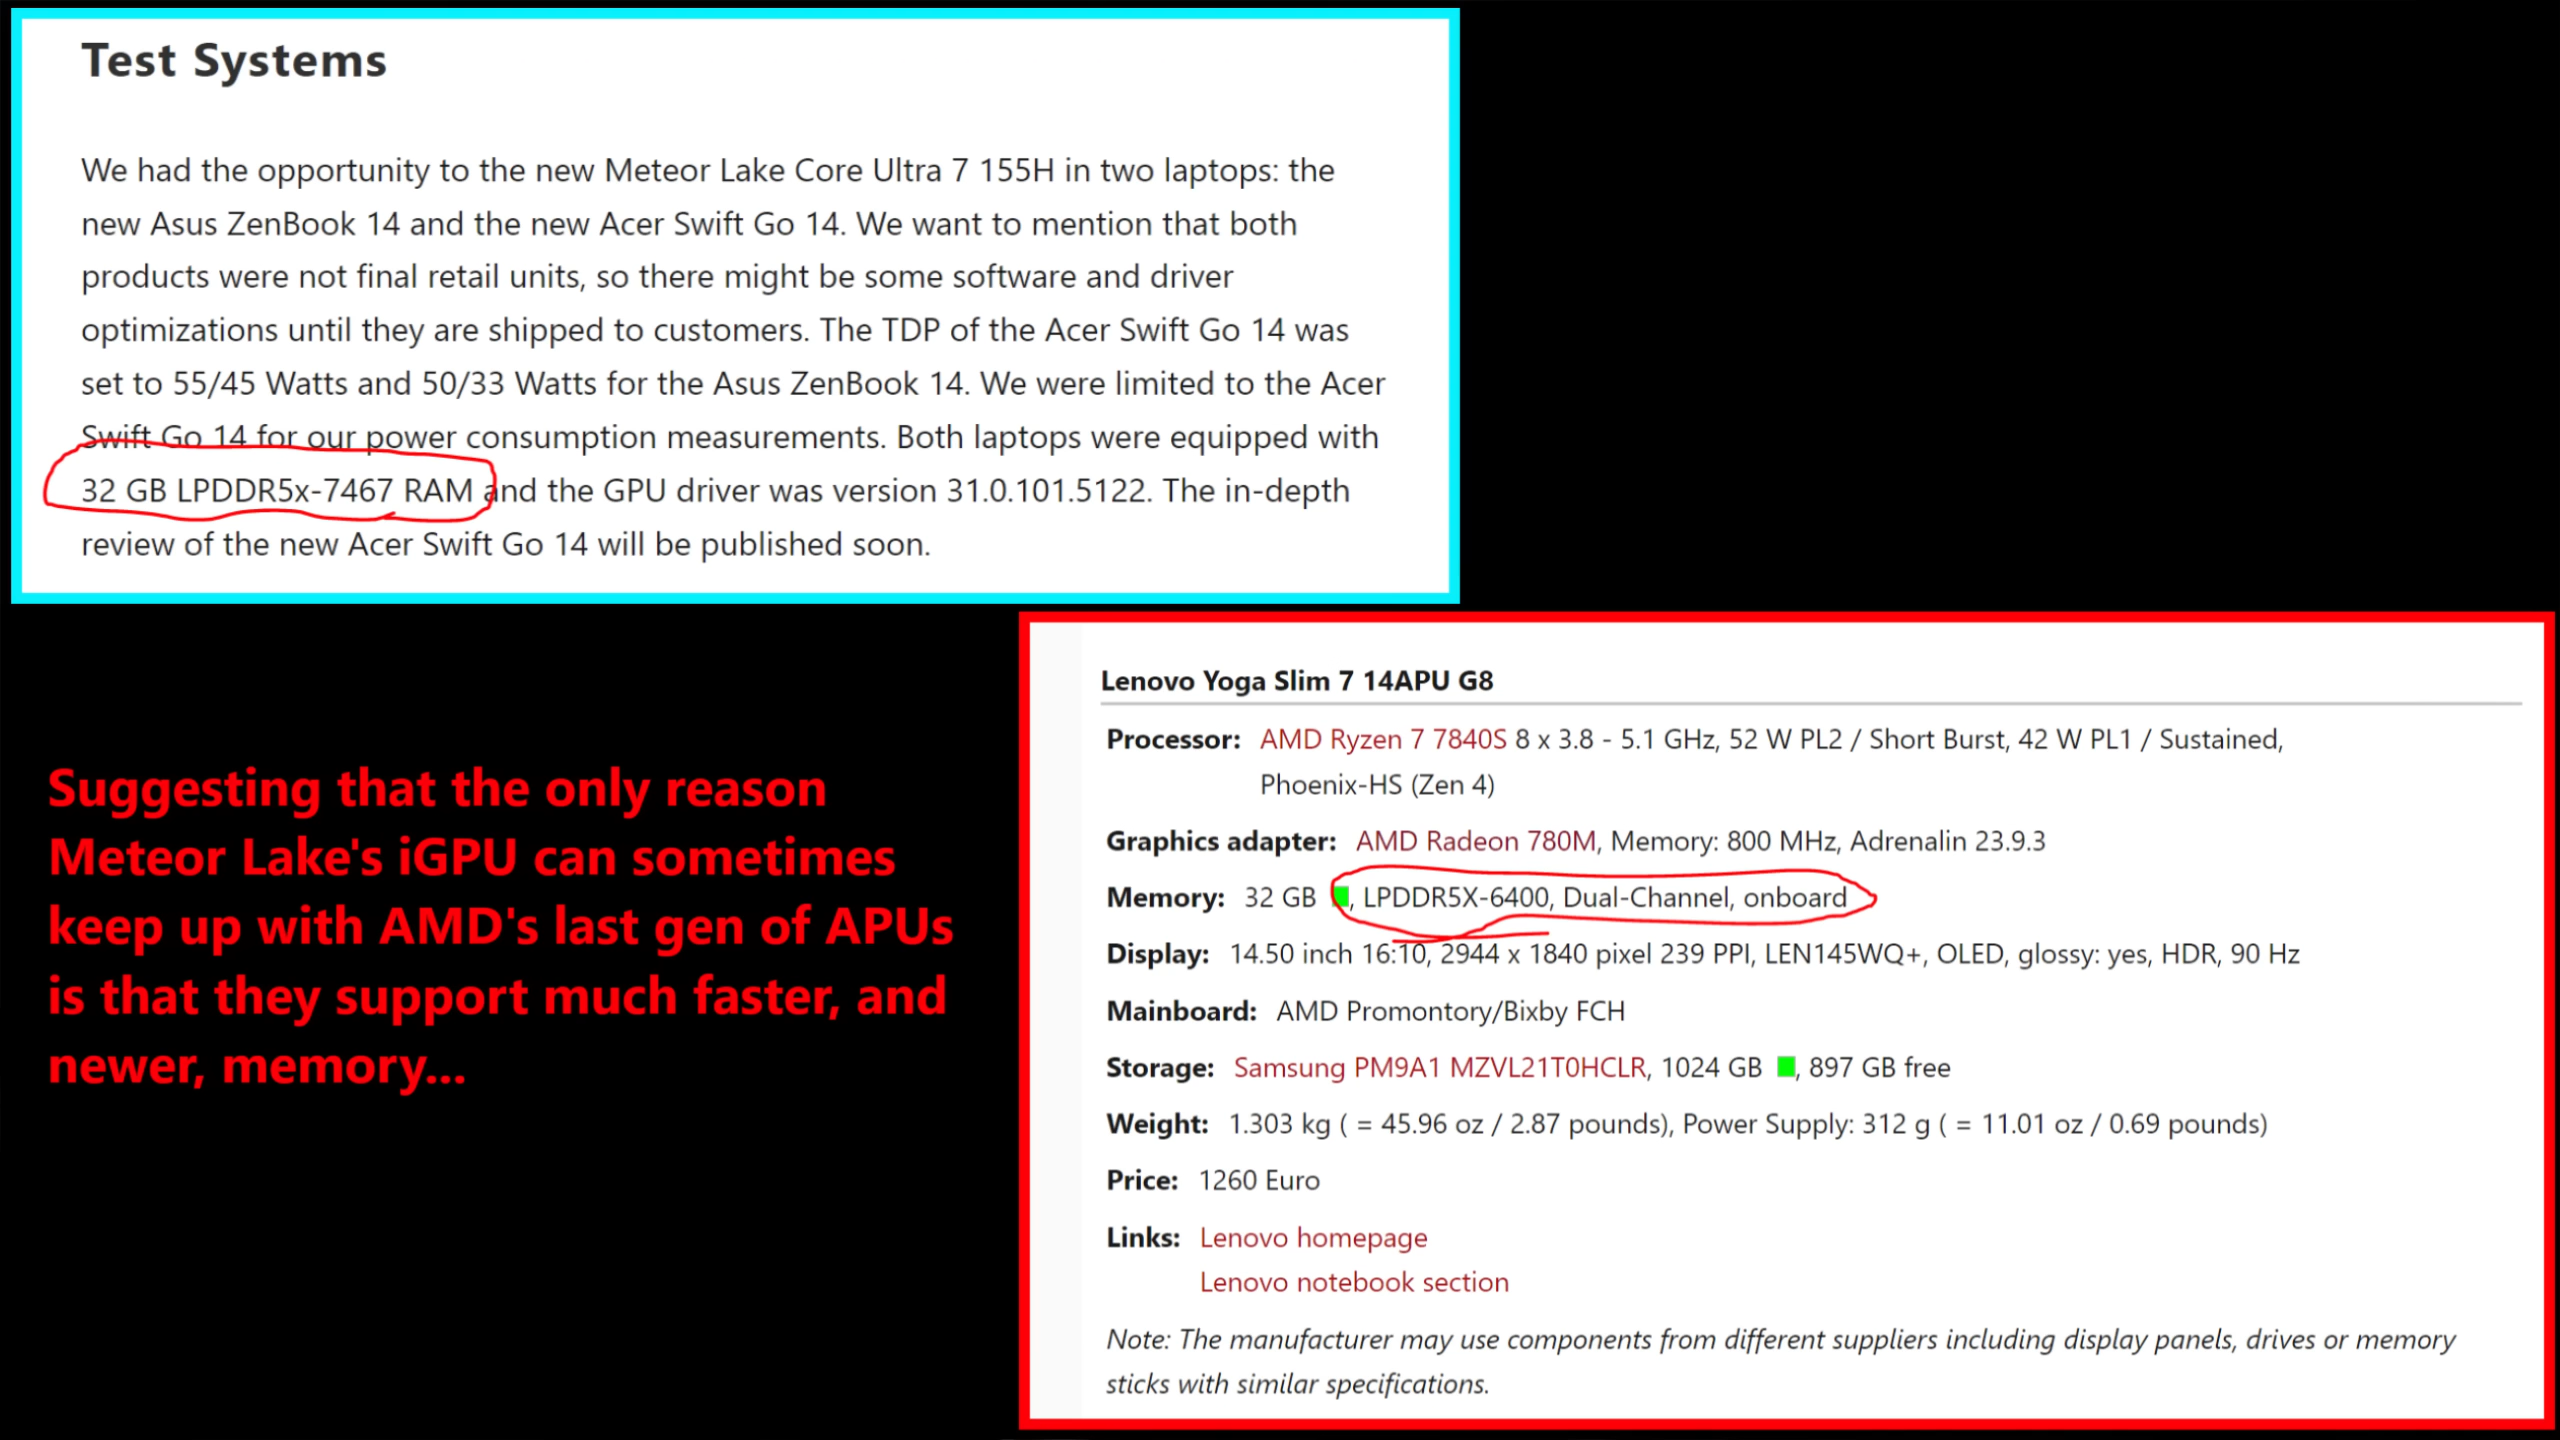 Test Systems
We had the opportunity to the new Meteor Lake Core Ultra 7 155H in two laptops: the
new Asus ZenBook 14 and the new Acer Swift Go 14. We want to mention that both
products were not final retail units, so there might be some software and driver
optimizations until they are shipped to customers. The TDP of the Acer Swift Go 14 was
set to 55/45 Watts and 50/33 Watts for the Asus ZenBook 14. We were limited to the Acer
Swift Go 14 for our power consumption measurements. Both laptops were equipped with
32 GB LPDDR5x-7467 RAM and the GPU driver was version 31.0.101.5122. The in-depth
review of the new Acer Swift Go 14 will be published soon.
Suggesting that the only reason
Meteor Lake's iGPU can sometimes
keep up with AMD's last gen of APUs
is that they support much faster, and
newer, memory...
Lenovo Yoga Slim 7 14APU G8
Processor: AMD Ryzen 7 7840S 8 x 3.8 - 5.1 GHz, 52 W PL2 / Short Burst, 42 W PL1 / Sustained,
Phoenix-HS (Zen 4)
Graphics adapter: AMD Radeon 780M, Memory: 800 MHz, Adrenalin 23.9.3
Memory: 32 GB , LPDDR5X-6400, Dual-Channel, onboard
Display: 14.50 inch 16:10, 2944 x 1840 pixel 239 PPI, LEN145WQ+, OLED, glossy: yes, HDR, 90 Hz
Mainboard: AMD Promontory/Bixby FCH
Storage: Samsung PM9A1 MZVL21T0HCLR, 1024 GB , 897 GB free
Weight: 1.303 kg ( = 45.96 oz / 2.87 pounds), Power Supply: 312 g ( = 11.01 oz / 0.69 pounds)
Price: 1260 Euro
Links: Lenovo homepage
Lenovo notebook section
Note: The manufacturer may use components from different suppliers including display panels, drives or memory
sticks with similar specifications.